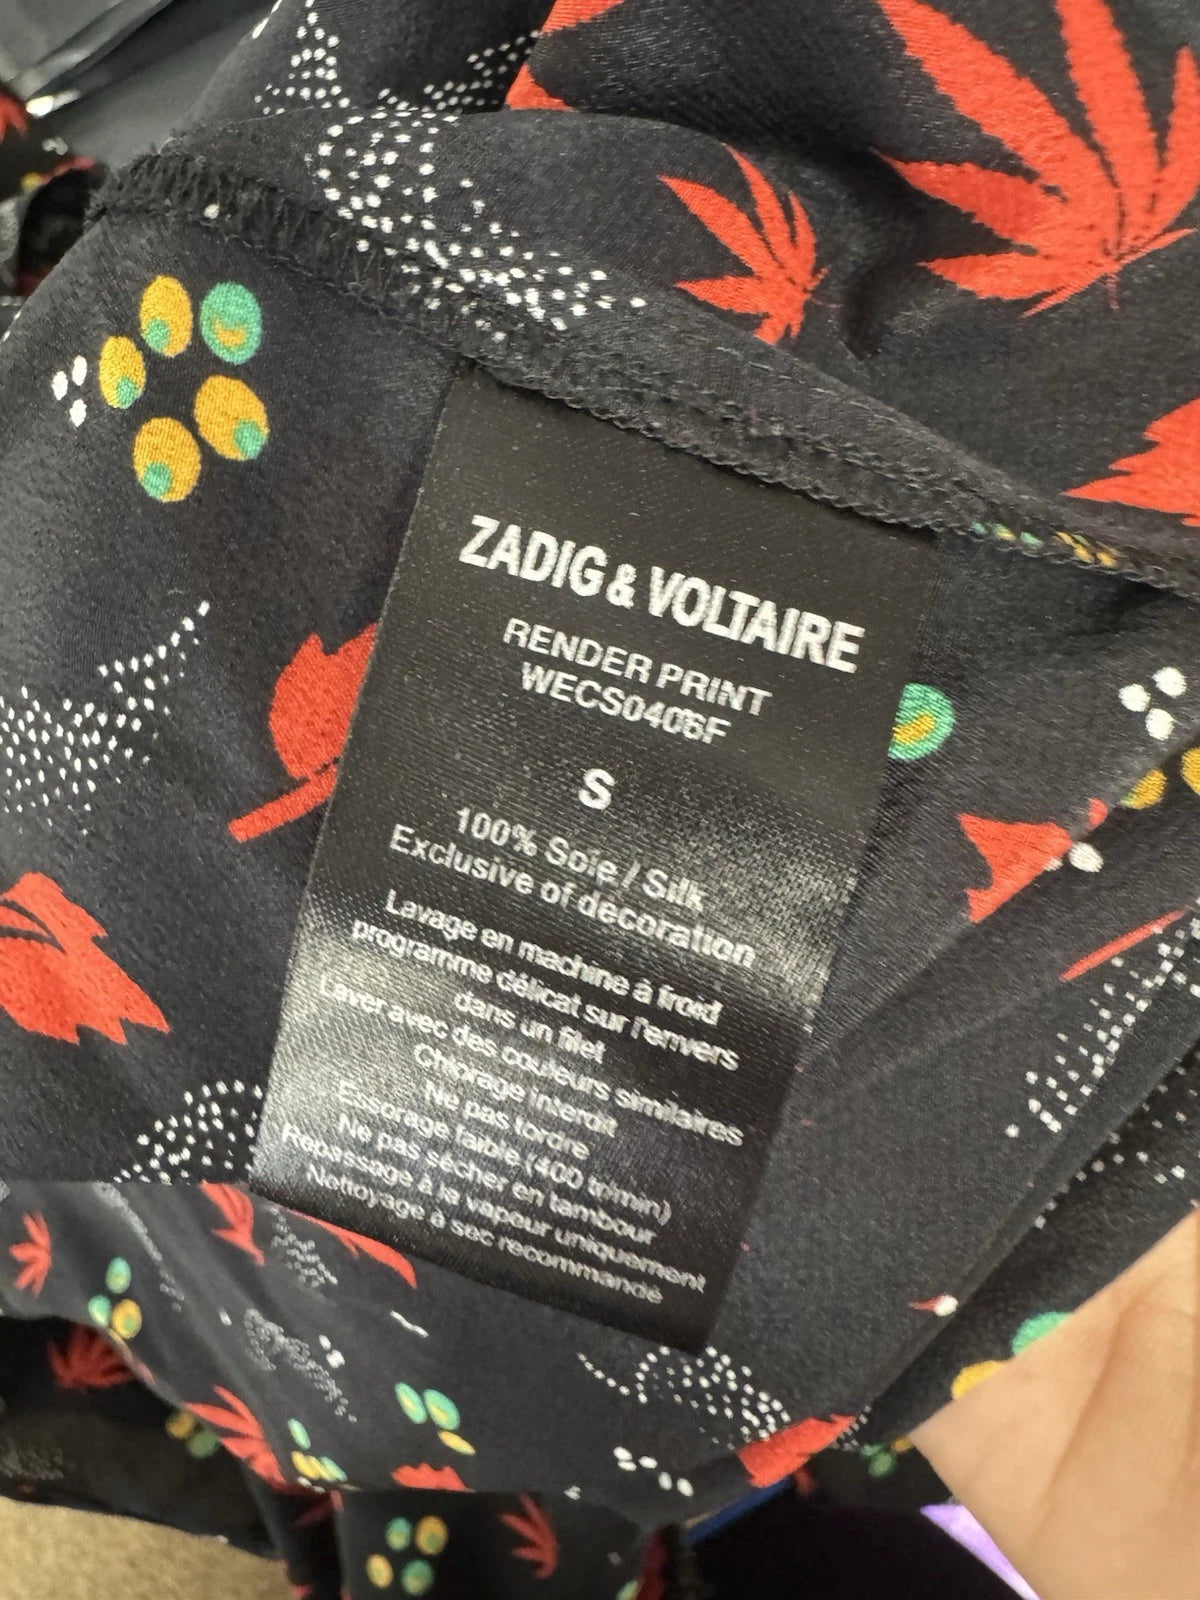 ZADIG & VOLTAIRE
RENDER PRINT
WECS0406F
S
100% Soie / Silk
Exclusive of decoration
Lavage en machine à froid
programme délicat sur l'envers
dans un filet
Laver avec des couleurs similaires
Chlorage interdit
Ne pas tordre
Essorage faible (400 tr/min)
Ne pas sécher en tambour
Repassage à la vapeur uniquement
Nettoyage à sec recommandé